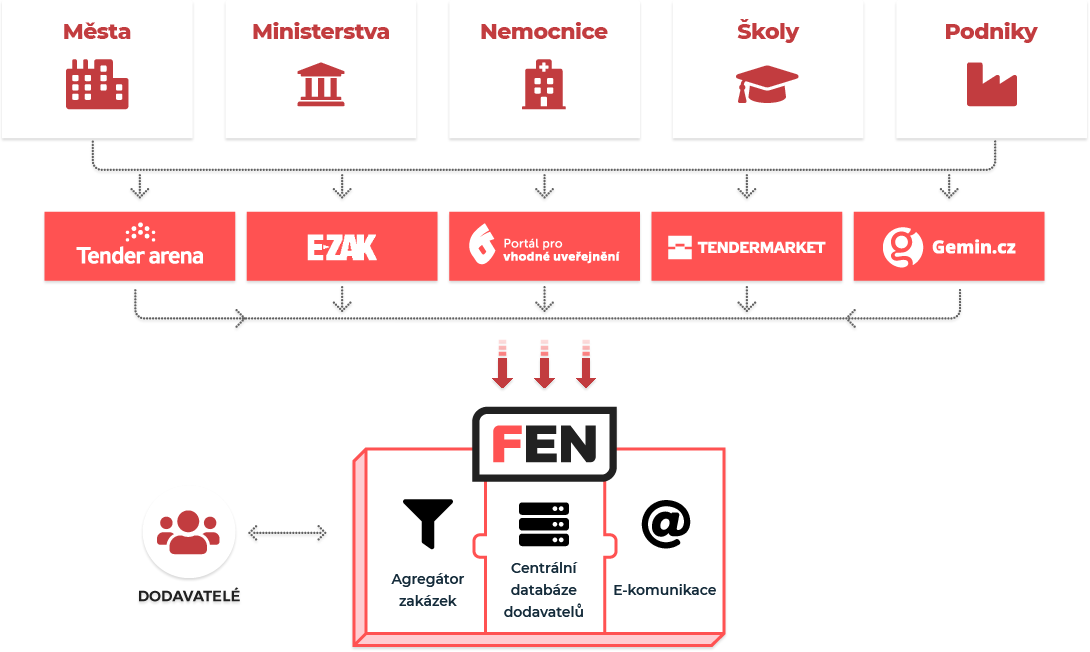 Města
Ministerstva
Nemocnice
Školy
Podniky
Tender arena
E-ZAK
Portál pro
vhodné uveřejnění
TENDERMARKET
Gemin.cz
FEN
Agregátor
zakázek
Centrální
databáze
dodavatelů
E-komunikace
DODAVATELÉ